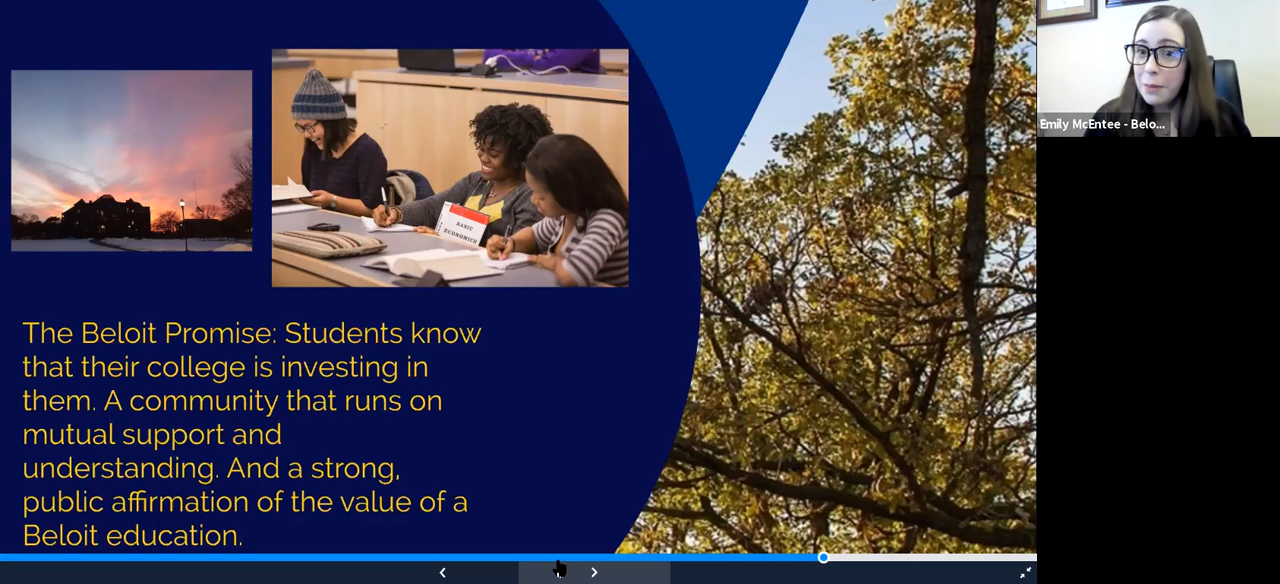 Emily McEntee - Belo...
BASIC
ECONOMICS
The Beloit Promise: Students know
that their college is investing in
them. A community that runs on
mutual support and
understanding. And a strong,
public affirmation of the value of a
Beloit education.